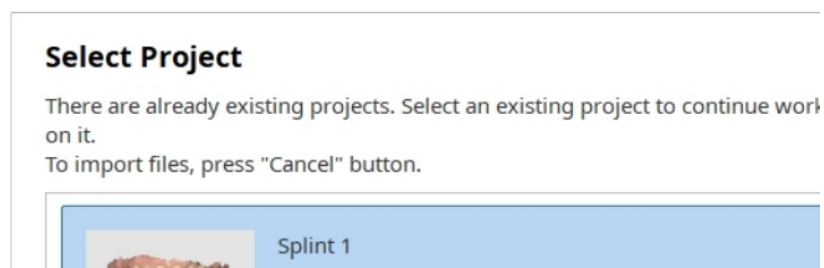 Select Project
There are already existing projects. Select an existing project to continue work
on it.
To import files, press "Cancel" button.
Splint 1